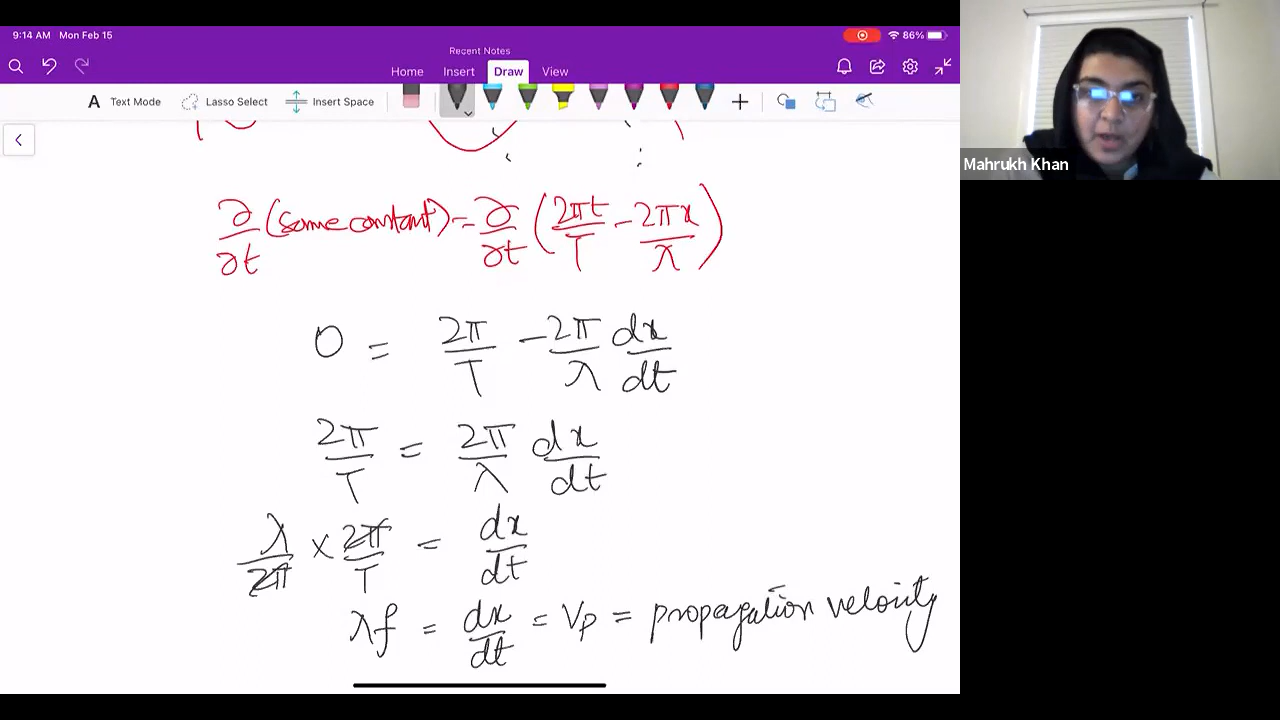 9:14 AM Mon Feb 15
86%
Recent Notes
Home Insert Draw View
Text Mode Lasso Select Insert Space
Mahrukh Khan
∂/∂t (some constant) = ∂/∂t (2πt/T - 2πx/λ)
0 = 2π/T - 2π/λ dx/dt
2π/T = 2π/λ dx/dt
λ/2π × 2π/T = dx/dt
λf = dx/dt = Vp = propagation velocity